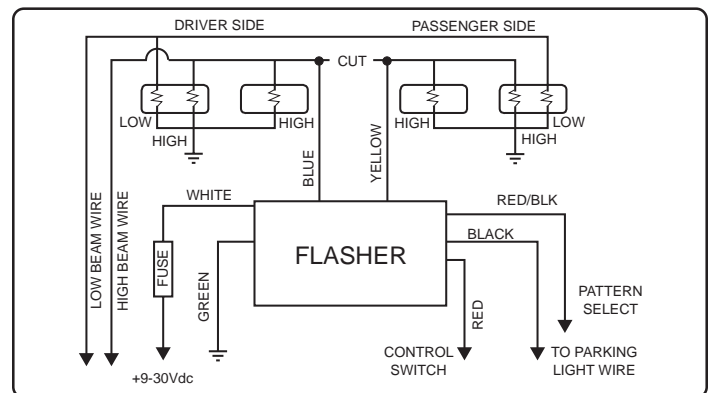 DRIVER SIDE
PASSENGER SIDE
CUT
LOW
HIGH
HIGH
HIGH
HIGH
LOW
LOW BEAM WIRE
HIGH BEAM WIRE
BLUE
YELLOW
WHITE
FUSE
GREEN
FLASHER
RED/BLK
BLACK
RED
PATTERN
SELECT
CONTROL
SWITCH
TO PARKING
LIGHT WIRE
+9-30Vdc